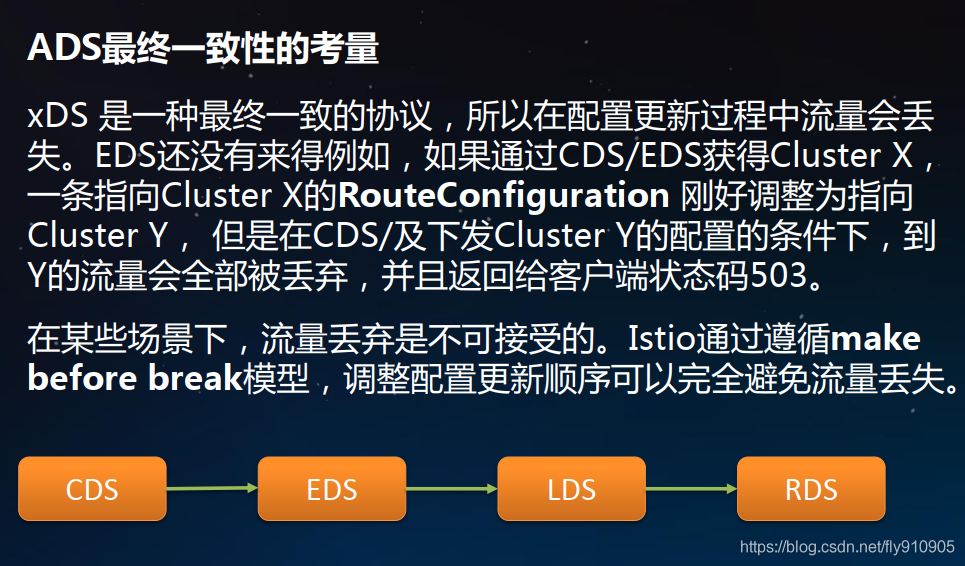 ADS最终一致性的考量
xDS 是一种最终一致的协议，所以在配置更新过程中流量会丢
失。EDS还没有来得例如，如果通过CDS/EDS获得Cluster X，
一条指向Cluster X的RouteConfiguration 刚好调整为指向
Cluster Y， 但是在CDS/及下发Cluster Y的配置的条件下，到
Y的流量会全部被丢弃，并且返回给客户端状态码503。
在某些场景下，流量丢弃是不可接受的。Istio通过遵循make
before break模型，调整配置更新顺序可以完全避免流量丢失。
CDS
EDS
LDS
RDS
https://blog.csdn.net/fly910905